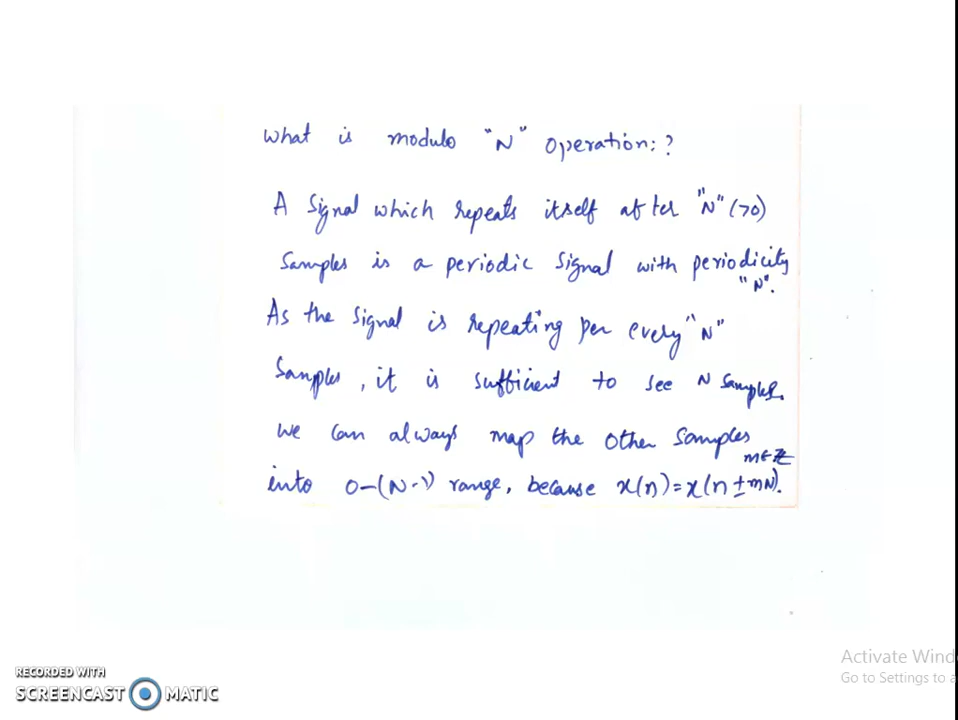 What is modulo "N" operation:?
A signal which repeats itself after "N" (>0)
Samples is a periodic signal with periodicity
"N".
As the signal is repeating per every "N"
Samples, it is sufficient to see N samples.
We can always map the other samples
m∈Z
into 0-(N-1) range, because x(n)=x(n±mN).
RECORDED WITH
SCREENCAST MATIC
Activate Wind
Go to Settings to a